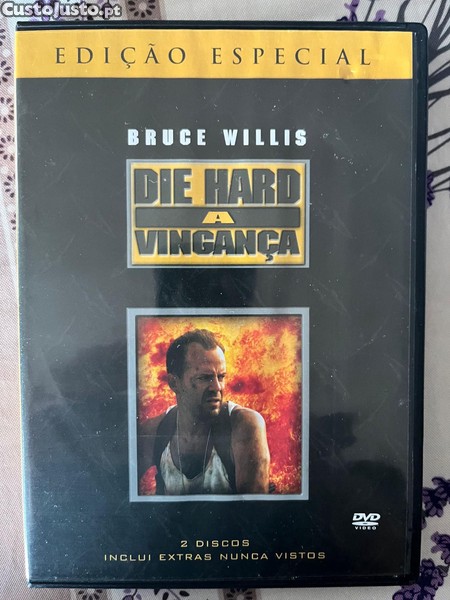 CustoJusto.pt
EDIÇÃO ESPECIAL
BRUCE WILLIS
DIE HARD
A
VINGANÇA
DVD
VIDEO
2 DISCOS
INCLUI EXTRAS NUNCA VISTOS